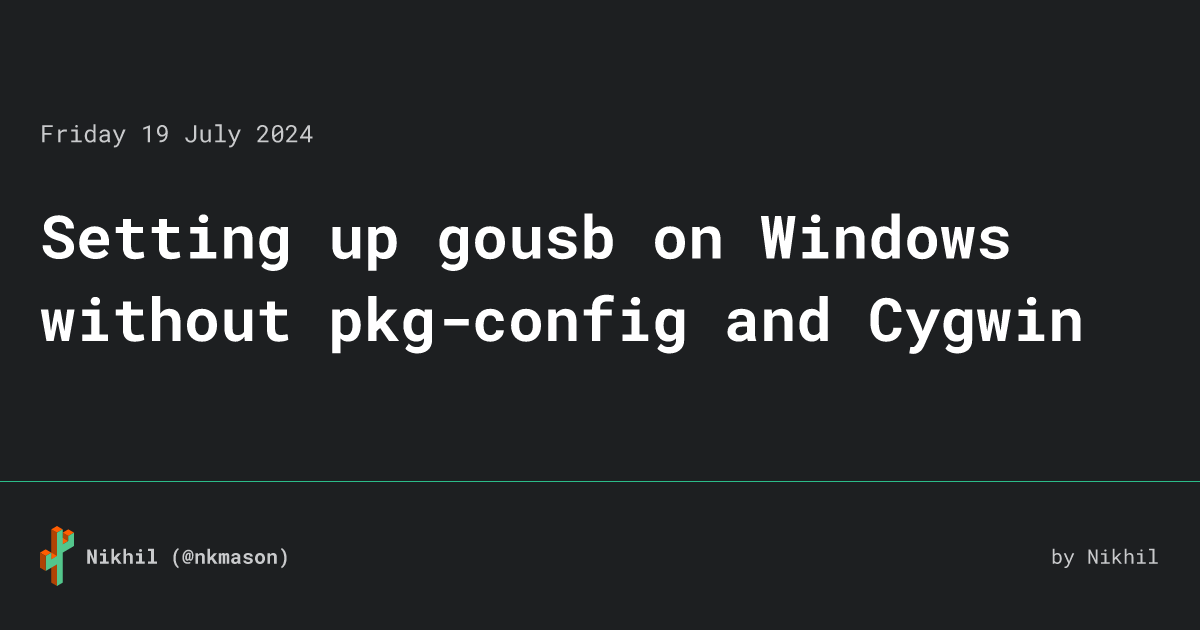 Friday 19 July 2024
Setting up gousb on Windows
without pkg-config and Cygwin
Nikhil (@nkmason)
by Nikhil